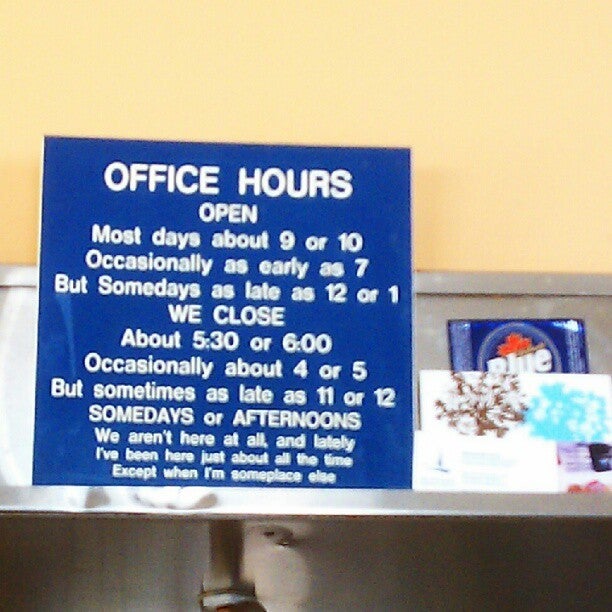 OFFICE HOURS
OPEN
Most days about 9 or 10
Occasionally as early as 7
But Somedays as late as 12 or 1
WE CLOSE
About 5:30 or 6:00
Occasionally about 4 or 5
But sometimes as late as 11 or 12
SOMEDAYS or AFTERNOONS
We aren't here at all, and lately
I've been here just about all the time
Except when I'm someplace else
Blue